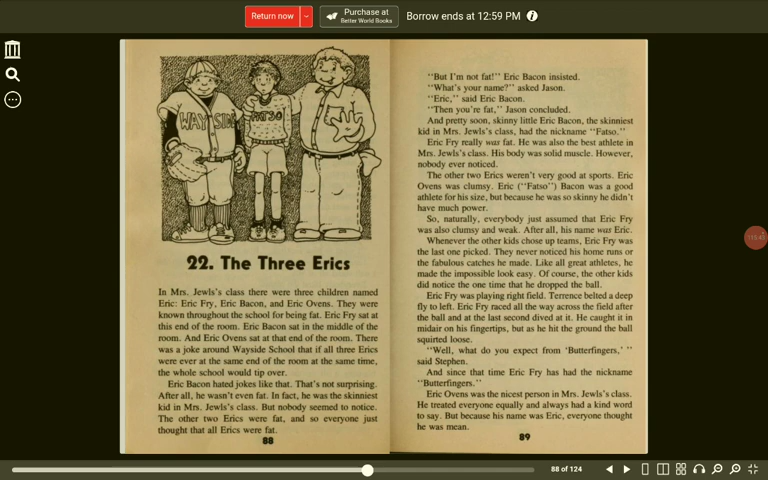 Return now
Purchase at
Better World Books
Borrow ends at 12:59 PM
WAYSIDE
FATSO
22. The Three Erics
In Mrs. Jewls's class there were three children named
Eric: Eric Fry, Eric Bacon, and Eric Ovens. They were
known throughout the school for being fat. Eric Fry sat at
this end of the room. Eric Bacon sat in the middle of the
room. And Eric Ovens sat at that end of the room. There
was a joke around Wayside School that if all three Erics
were ever at the same end of the room at the same time,
the whole school would tip over.
Eric Bacon hated jokes like that. That's not surprising.
After all, he wasn't even fat. In fact, he was the skinniest
kid in Mrs. Jewls's class. But nobody seemed to notice.
The other two Erics were fat, and so everyone just
thought that all Erics were fat.
88
"But I'm not fat!" Eric Bacon insisted.
"What's your name?" asked Jason.
"Eric," said Eric Bacon.
"Then you're fat," Jason concluded.
And pretty soon, skinny little Eric Bacon, the skinniest
kid in Mrs. Jewls's class, had the nickname "Fatso."
Eric Fry really was fat. He was also the best athlete in
Mrs. Jewls's class. His body was solid muscle. However,
nobody ever noticed.
The other two Erics weren't very good at sports. Eric
Ovens was clumsy. Eric ("Fatso") Bacon was a good
athlete for his size, but because he was so skinny he didn't
have much power.
So, naturally, everybody just assumed that Eric Fry
was also clumsy and weak. After all, his name was Eric.
Whenever the other kids chose up teams, Eric Fry was
the last one picked. They never noticed his home runs or
the fabulous catches he made. Like all great athletes, he
made the impossible look easy. Of course, the other kids
did notice the one time that he dropped the ball.
Eric Fry was playing right field. Terrence belted a deep
fly to left. Eric Fry raced all the way across the field after
the ball and at the last second dived at it. He caught it in
midair on his fingertips, but as he hit the ground the ball
squirted loose.
"Well, what do you expect from 'Butterfingers,' "
said Stephen.
And since that time Eric Fry has had the nickname
"Butterfingers."
Eric Ovens was the nicest person in Mrs. Jewls's class.
He treated everyone equally and always had a kind word
to say. But because his name was Eric, everyone thought
he was mean.
89
88 of 124